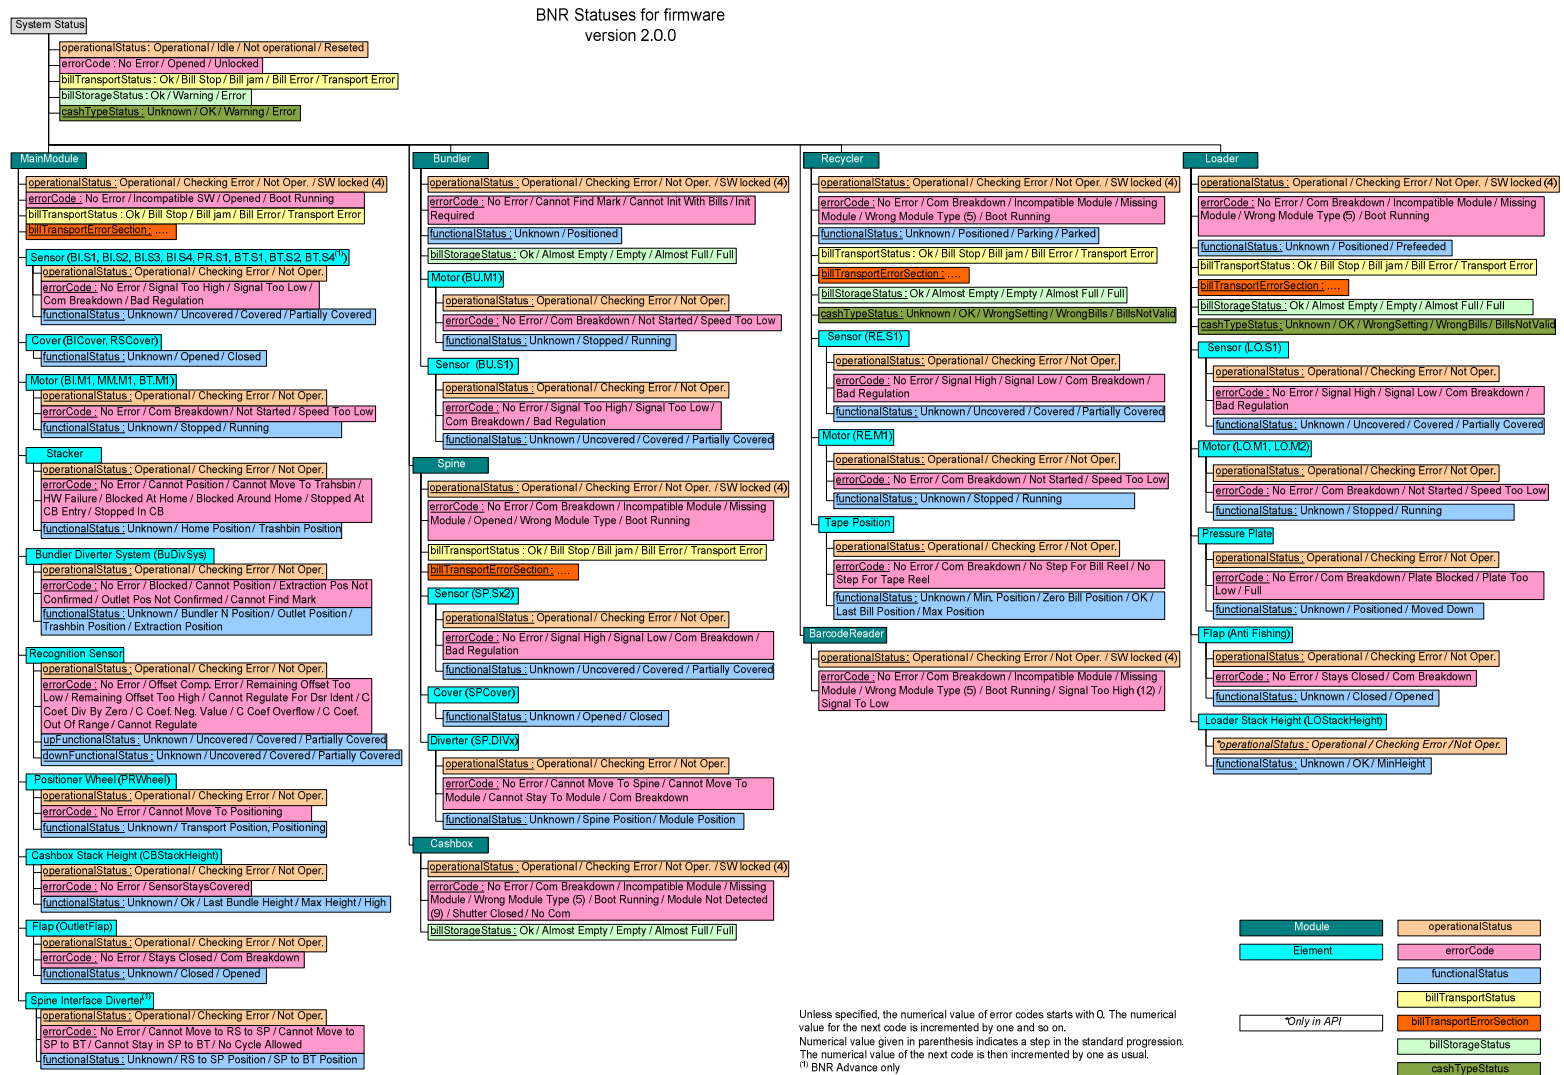 BNR Statuses for firmware
version 2.0.0
System Status
operationalStatus : Operational / Idle / Not operational / Reseted
errorCode : No Error / Opened / Unlocked
billTransportStatus : Ok / Bill Stop / Bill jam / Bill Error / Transport Error
billStorageStatus : Ok / Warning / Error
cashTypeStatus : Unknown / OK / Warning / Error
MainModule
operationalStatus : Operational / Checking Error / Not Oper. / SW locked (4)
errorCode : No Error / Incompatible SW / Opened / Boot Running
billTransportStatus : Ok / Bill Stop / Bill jam / Bill Error / Transport Error
billTransportErrorSection : ....
Sensor (BI.S1, BI.S2, BI.S3, BI.S4, PR.S1, BT.S1, BT.S2, BT.S4(1))
operationalStatus : Operational / Checking Error / Not Oper.
errorCode : No Error / Signal Too High / Signal Too Low /
Com Breakdown / Bad Regulation
functionalStatus : Unknown / Uncovered / Covered / Partially Covered
Cover (BICover, RSCover)
functionalStatus : Unknown / Opened / Closed
Motor (BI.M1, MM.M1, BT.M1)
operationalStatus : Operational / Checking Error / Not Oper.
errorCode : No Error / Com Breakdown / Not Started / Speed Too Low
functionalStatus : Unknown / Stopped / Running
Stacker
operationalStatus : Operational / Checking Error / Not Oper.
errorCode : No Error / Cannot Position / Cannot Move To Trahsbin /
HW Failure / Blocked At Home / Blocked Around Home / Stopped At
CB Entry / Stopped In CB
functionalStatus : Unknown / Home Position / Trashbin Position
Bundler Diverter System (BuDivSys)
operationalStatus : Operational / Checking Error / Not Oper.
errorCode : No Error / Blocked / Cannot Position / Extraction Pos Not
Confirmed / Outlet Pos Not Confirmed / Cannot Find Mark
functionalStatus : Unknown / Bundler N Position / Outlet Position /
Trashbin Position / Extraction Position
Recognition Sensor
operationalStatus : Operational / Checking Error / Not Oper.
errorCode : No Error / Offset Comp. Error / Remaining Offset Too
Low / Remaining Offset Too High / Cannot Regulate For Dsr Ident / C
Coef. Div By Zero / C Coef. Neg. Value / C Coef Overflow / C Coef.
Out Of Range / Cannot Regulate
upFunctionalStatus : Unknown / Uncovered / Covered / Partially Covered
downFunctionalStatus : Unknown / Uncovered / Covered / Partially Covered
Positioner Wheel (PRWheel)
operationalStatus : Operational / Checking Error / Not Oper.
errorCode : No Error / Cannot Move To Positioning
functionalStatus : Unknown / Transport Position, Positioning
Cashbox Stack Height (CBStackHeight)
operationalStatus : Operational / Checking Error / Not Oper.
errorCode : No Error / SensorStaysCovered
functionalStatus : Unknown / Ok / Last Bundle Height / Max Height / High
Flap (OutletFlap)
operationalStatus : Operational / Checking Error / Not Oper.
errorCode : No Error / Stays Closed / Com Breakdown
functionalStatus : Unknown / Closed / Opened
Spine Interface Diverter(1)
operationalStatus : Operational / Checking Error / Not Oper.
errorCode : No Error / Cannot Move to RS to SP / Cannot Move to
SP to BT / Cannot Stay in SP to BT / No Cycle Allowed
functionalStatus : Unknown / RS to SP Position / SP to BT Position
Bundler
operationalStatus : Operational / Checking Error / Not Oper. / SW locked (4)
errorCode : No Error / Cannot Find Mark / Cannot Init With Bills / Init
Required
functionalStatus : Unknown / Positioned
billStorageStatus : Ok / Almost Empty / Empty / Almost Full / Full
Motor (BU.M1)
operationalStatus : Operational / Checking Error / Not Oper.
errorCode : No Error / Com Breakdown / Not Started / Speed Too Low
functionalStatus : Unknown / Stopped / Running
Sensor (BU.S1)
operationalStatus : Operational / Checking Error / Not Oper.
errorCode : No Error / Signal Too High / Signal Too Low /
Com Breakdown / Bad Regulation
functionalStatus : Unknown / Uncovered / Covered / Partially Covered
Spine
operationalStatus : Operational / Checking Error / Not Oper. / SW locked (4)
errorCode : No Error / Com Breakdown / Incompatible Module / Missing
Module / Opened / Wrong Module Type / Boot Running
billTransportStatus : Ok / Bill Stop / Bill jam / Bill Error / Transport Error
billTransportErrorSection : ....
Sensor (SP.Sx2)
operationalStatus : Operational / Checking Error / Not Oper.
errorCode : No Error / Signal High / Signal Low / Com Breakdown /
Bad Regulation
functionalStatus : Unknown / Uncovered / Covered / Partially Covered
Cover (SPCover)
functionalStatus : Unknown / Opened / Closed
Diverter (SP.DIVx)
operationalStatus : Operational / Checking Error / Not Oper.
errorCode : No Error / Cannot Move To Spine / Cannot Move To
Module / Cannot Stay To Module / Com Breakdown
functionalStatus : Unknown / Spine Position / Module Position
Cashbox
operationalStatus : Operational / Checking Error / Not Oper. / SW locked (4)
errorCode : No Error / Com Breakdown / Incompatible Module / Missing
Module / Wrong Module Type (5) / Boot Running / Module Not Detected
(9) / Shutter Closed / No Com
billStorageStatus : Ok / Almost Empty / Empty / Almost Full / Full
Recycler
operationalStatus : Operational / Checking Error / Not Oper. / SW locked (4)
errorCode : No Error / Com Breakdown / Incompatible Module / Missing
Module / Wrong Module Type (5) / Boot Running
functionalStatus : Unknown / Positioned / Parking / Parked
billTransportStatus : Ok / Bill Stop / Bill jam / Bill Error / Transport Error
billTransportErrorSection : ....
billStorageStatus : Ok / Almost Empty / Empty / Almost Full / Full
cashTypeStatus : Unknown / OK / WrongSetting / WrongBills / BillsNotValid
Sensor (RE.S1)
operationalStatus : Operational / Checking Error / Not Oper.
errorCode : No Error / Signal High / Signal Low / Com Breakdown /
Bad Regulation
functionalStatus : Unknown / Uncovered / Covered / Partially Covered
Motor (RE.M1)
operationalStatus : Operational / Checking Error / Not Oper.
errorCode : No Error / Com Breakdown / Not Started / Speed Too Low
functionalStatus : Unknown / Stopped / Running
Tape Position
operationalStatus : Operational / Checking Error / Not Oper.
errorCode : No Error / Com Breakdown / No Step For Bill Reel / No
Step For Tape Reel
functionalStatus : Unknown / Min. Position / Zero Bill Position / OK /
Last Bill Position / Max Position
BarcodeReader
operationalStatus : Operational / Checking Error / Not Oper. / SW locked (4)
errorCode : No Error / Com Breakdown / Incompatible Module / Missing
Module / Wrong Module Type (5) / Boot Running / Signal Too High (12) /
Signal To Low
Loader
operationalStatus : Operational / Checking Error / Not Oper. / SW locked (4)
errorCode : No Error / Com Breakdown / Incompatible Module / Missing
Module / Wrong Module Type (5) / Boot Running
functionalStatus : Unknown / Positioned / Prefeeded
billTransportStatus : Ok / Bill Stop / Bill jam / Bill Error / Transport Error
billTransportErrorSection : ....
billStorageStatus : Ok / Almost Empty / Empty / Almost Full / Full
cashTypeStatus : Unknown / OK / WrongSetting / WrongBills / BillsNotValid
Sensor (LO.S1)
operationalStatus : Operational / Checking Error / Not Oper.
errorCode : No Error / Signal High / Signal Low / Com Breakdown /
Bad Regulation
functionalStatus : Unknown / Uncovered / Covered / Partially Covered
Motor (LO.M1, LO.M2)
operationalStatus : Operational / Checking Error / Not Oper.
errorCode : No Error / Com Breakdown / Not Started / Speed Too Low
functionalStatus : Unknown / Stopped / Running
Pressure Plate
operationalStatus : Operational / Checking Error / Not Oper.
errorCode : No Error / Com Breakdown / Plate Blocked / Plate Too
Low / Full
functionalStatus : Unknown / Positioned / Moved Down
Flap (Anti Fishing)
operationalStatus : Operational / Checking Error / Not Oper.
errorCode : No Error / Stays Closed / Com Breakdown
functionalStatus : Unknown / Closed / Opened
Loader Stack Height (LOStackHeight)
*operationalStatus : Operational / Checking Error / Not Oper.
functionalStatus : Unknown / OK / MinHeight
Unless specified, the numerical value of error codes starts with 0. The numerical
value for the next code is incremented by one and so on.
Numerical value given in parenthesis indicates a step in the standard progression.
The numerical value of the next code is then incremented by one as usual.
(1) BNR Advance only
Module
Element
*Only in API
operationalStatus
errorCode
functionalStatus
billTransportStatus
billTransportErrorSection
billStorageStatus
cashTypeStatus